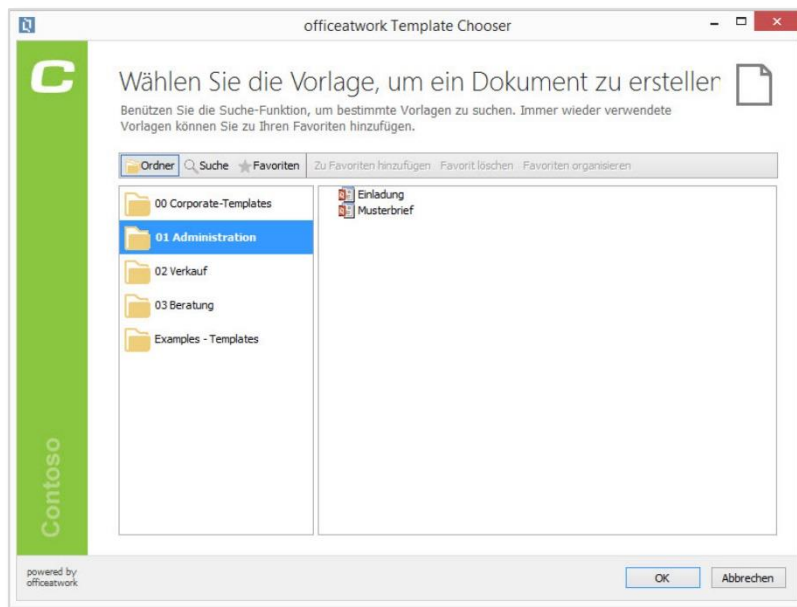 officeatwork Template Chooser
C
Wählen Sie die Vorlage, um ein Dokument zu erstellen
Benützen Sie die Suche-Funktion, um bestimmte Vorlagen zu suchen. Immer wieder verwendete
Vorlagen können Sie zu Ihren Favoriten hinzufügen.
Ordner Suche Favoriten Zu Favoriten hinzufügen Favorit löschen Favoriten organisieren
00 Corporate-Templates
01 Administration
02 Verkauf
03 Beratung
Examples - Templates
Einladung
Musterbrief
Contoso
powered by
officeatwork
OK Abbrechen